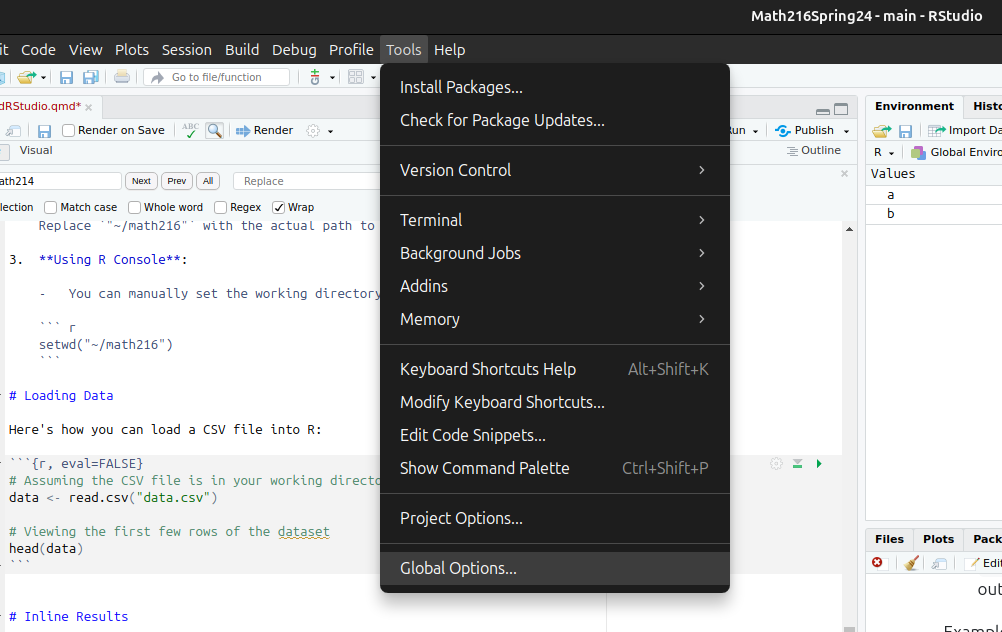 Math216Spring24 - main - RStudio
it Code View Plots Session Build Debug Profile Tools Help
Go to file/function
dRStudio.qmd*
Render on Save ABC Render
Visual
ath214 Next Prev All Replace
lection Match case Whole word Regex Wrap
Replace `"~/math216"` with the actual path to
3. **Using R Console**:
- You can manually set the working directory
``` r
setwd("~/math216")
```
# Loading Data
Here's how you can load a CSV file into R:
```{r, eval=FALSE}
# Assuming the CSV file is in your working directo
data <- read.csv("data.csv")
# Viewing the first few rows of the dataset
head(data)
```
# Inline Results
Install Packages...
Check for Package Updates...
Version Control
Terminal
Background Jobs
Addins
Memory
Keyboard Shortcuts Help Alt+Shift+K
Modify Keyboard Shortcuts...
Edit Code Snippets...
Show Command Palette Ctrl+Shift+P
Project Options...
Global Options...
Run Publish
Outline
Environment Histo
Import Da
R Global Enviro
Values
a
b
Files Plots Pack
Edit
out
Example